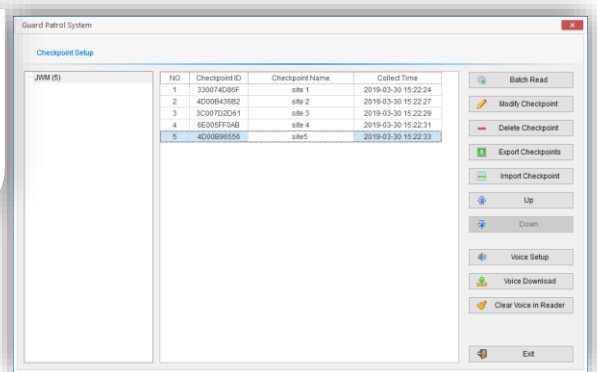 Guard Patrol System
Checkpoint Setup
JWM (5)
NO Checkpoint ID Checkpoint Name Collect Time
1 330074D86F site 1 2019-03-30 15:22:24
2 4D00B436B2 site 2 2019-03-30 15:22:27
3 3C007D2D61 site 3 2019-03-30 15:22:29
4 6E005FF0AB site 4 2019-03-30 15:22:31
5 4D00B96556 site5 2019-03-30 15:22:33
Batch Read
Modify Checkpoint
Delete Checkpoint
Export Checkpoints
Import Checkpoint
Up
Down
Voice Setup
Voice Download
Clear Voice in Reader
Exit